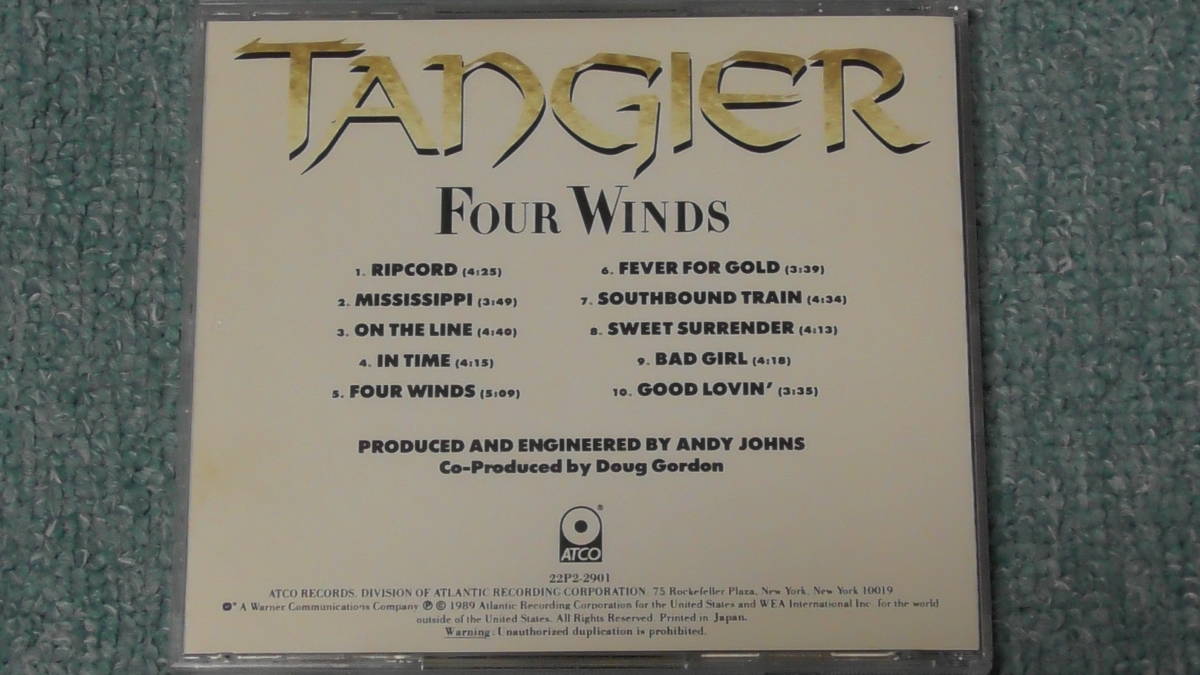 TANGIER
FOUR WINDS
1. RIPCORD (4:25)
2. MISSISSIPPI (3:49)
3. ON THE LINE (4:40)
4. IN TIME (4:15)
5. FOUR WINDS (5:09)
6. FEVER FOR GOLD (3:39)
7. SOUTHBOUND TRAIN (4:34)
8. SWEET SURRENDER (4:13)
9. BAD GIRL (4:18)
10. GOOD LOVIN' (3:35)
PRODUCED AND ENGINEERED BY ANDY JOHNS
Co-Produced by Doug Gordon
ATCO ®
22P2-2901
ATCO RECORDS, DIVISION OF ATLANTIC RECORDING CORPORATION, 75 Rockefeller Plaza, New York, New York 10019
A Warner Communications Company ℗ © 1989 Atlantic Recording Corporation for the United States and WEA International Inc. for the world
outside of the United States. All Rights Reserved. Printed in Japan.
Warning: Unauthorized duplication is prohibited.